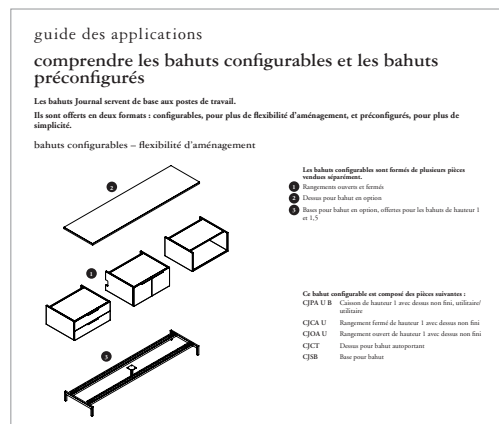 guide des applications
comprendre les bahuts configurables et les bahuts
préconfigurés
Les bahuts Journal servent de base aux postes de travail.
Ils sont offerts en deux formats : configurables, pour plus de flexibilité d'aménagement, et préconfigurés, pour plus de
simplicité.
bahuts configurables – flexibilité d'aménagement
Les bahuts configurables sont formés de plusieurs pièces
vendues séparément.
1 Rangements ouverts et fermés
2 Dessus pour bahut en option
3 Bases pour bahut en option, offertes pour les bahuts de hauteur 1
et 1,5
2
1
3
Ce bahut configurable est composé des pièces suivantes :
CJPA U B Caisson de hauteur 1 avec dessus non fini, utilitaire/
utilitaire
CJCA U Rangement fermé de hauteur 1 avec dessus non fini
CJOA U Rangement ouvert de hauteur 1 avec dessus non fini
CJCT Dessus pour bahut autoportant
CJSB Base pour bahut